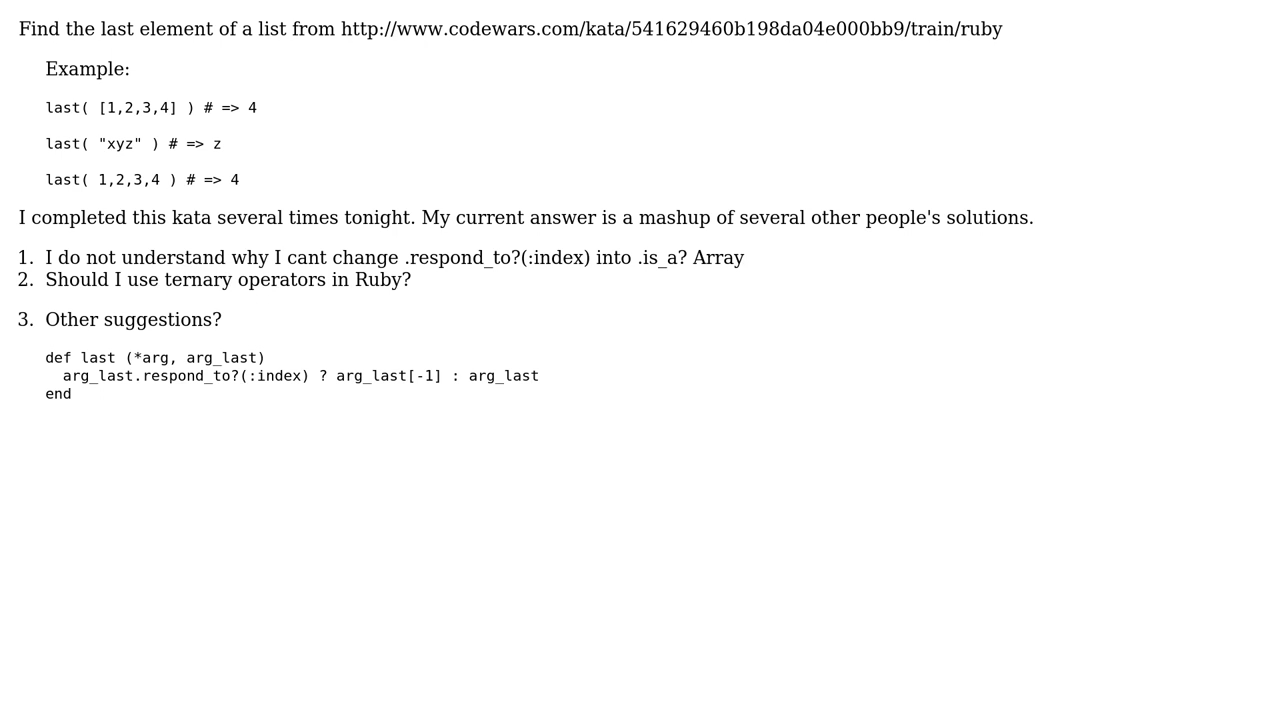 Find the last element of a list from http://www.codewars.com/kata/541629460b198da04e000bb9/train/ruby
Example:
last( [1,2,3,4] ) # => 4
last( "xyz" ) # => z
last( 1,2,3,4 ) # => 4
I completed this kata several times tonight. My current answer is a mashup of several other people's solutions.
1. I do not understand why I cant change .respond_to?(:index) into .is_a? Array
2. Should I use ternary operators in Ruby?
3. Other suggestions?
def last (*arg, arg_last)
  arg_last.respond_to?(:index) ? arg_last[-1] : arg_last
end